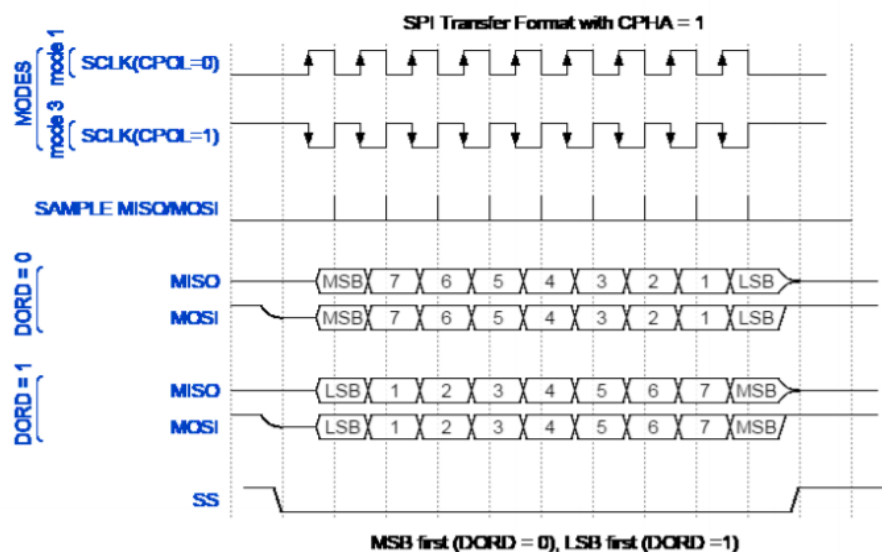 SPI Transfer Format with CPHA = 1
MODES
mode 1
SCLK(CPOL=0)
mode 3
SCLK(CPOL=1)
SAMPLE MISO/MOSI
DORD = 0
MISO
MSB 7 6 5 4 3 2 1 LSB
MOSI
MSB 7 6 5 4 3 2 1 LSB
DORD = 1
MISO
LSB 1 2 3 4 5 6 7 MSB
MOSI
LSB 1 2 3 4 5 6 7 MSB
SS
MSB first (DORD = 0), LSB first (DORD =1)